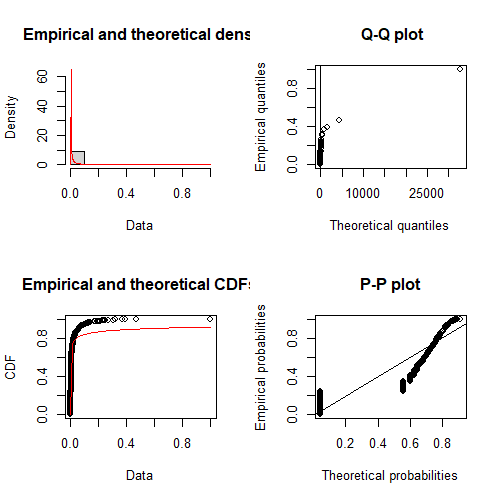 Empirical and theoretical dens
Density
0 20 40 60
0.0 0.4 0.8
Data
Q-Q plot
Empirical quantiles
0.0 0.4 0.8
0 10000 25000
Theoretical quantiles
Empirical and theoretical CDFs
CDF
0.0 0.4 0.8
0.0 0.4 0.8
Data
P-P plot
Empirical probabilities
0.0 0.4 0.8
0.2 0.4 0.6 0.8
Theoretical probabilities